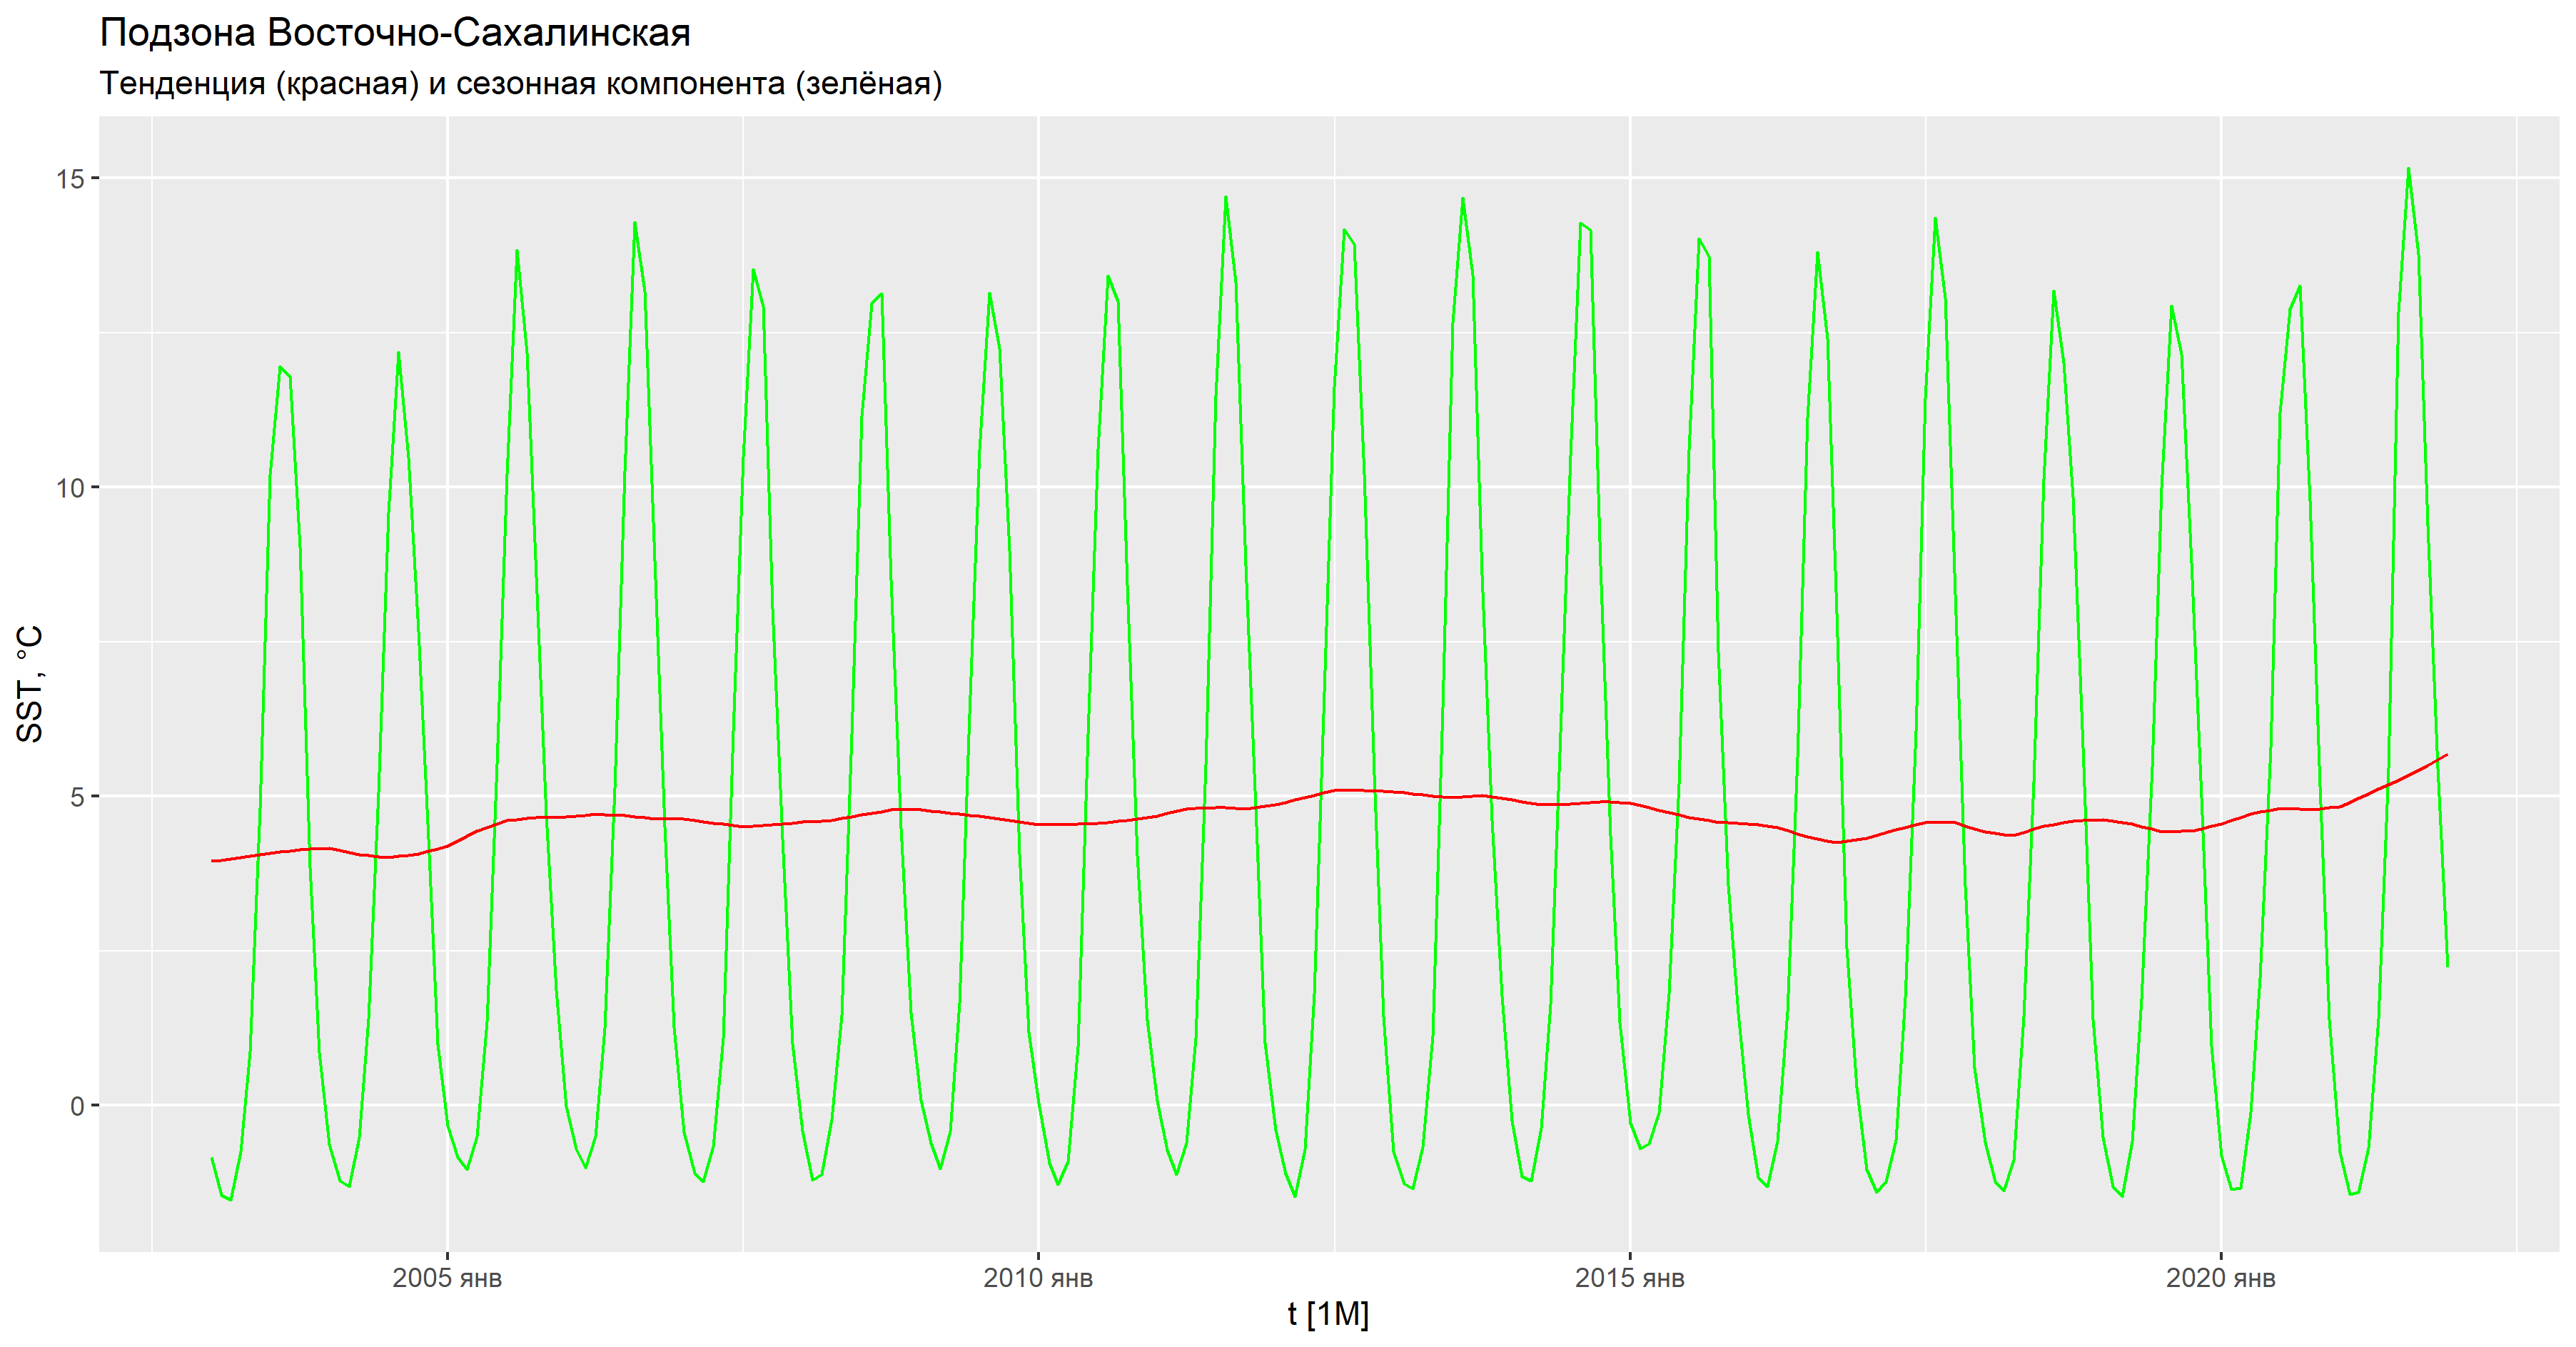 Подзона Восточно-Сахалинская
Тенденция (красная) и сезонная компонента (зелёная)
15
10
5
0
SST, °C
2005 янв
2010 янв
2015 янв
2020 янв
t [1M]